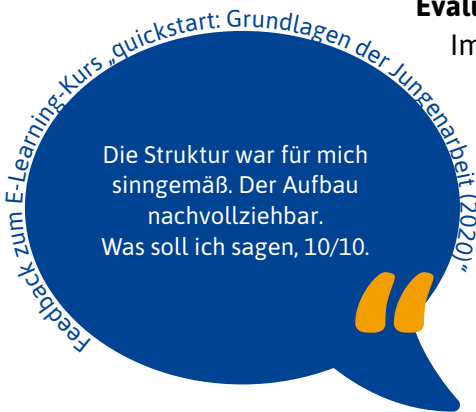 Evalu
Im
Feedback zum E-Learning-Kurs „quickstart: Grundlagen der Jungenarbeit (2020)“
Die Struktur war für mich
sinngemäß. Der Aufbau
nachvollziehbar.
Was soll ich sagen, 10/10.
“